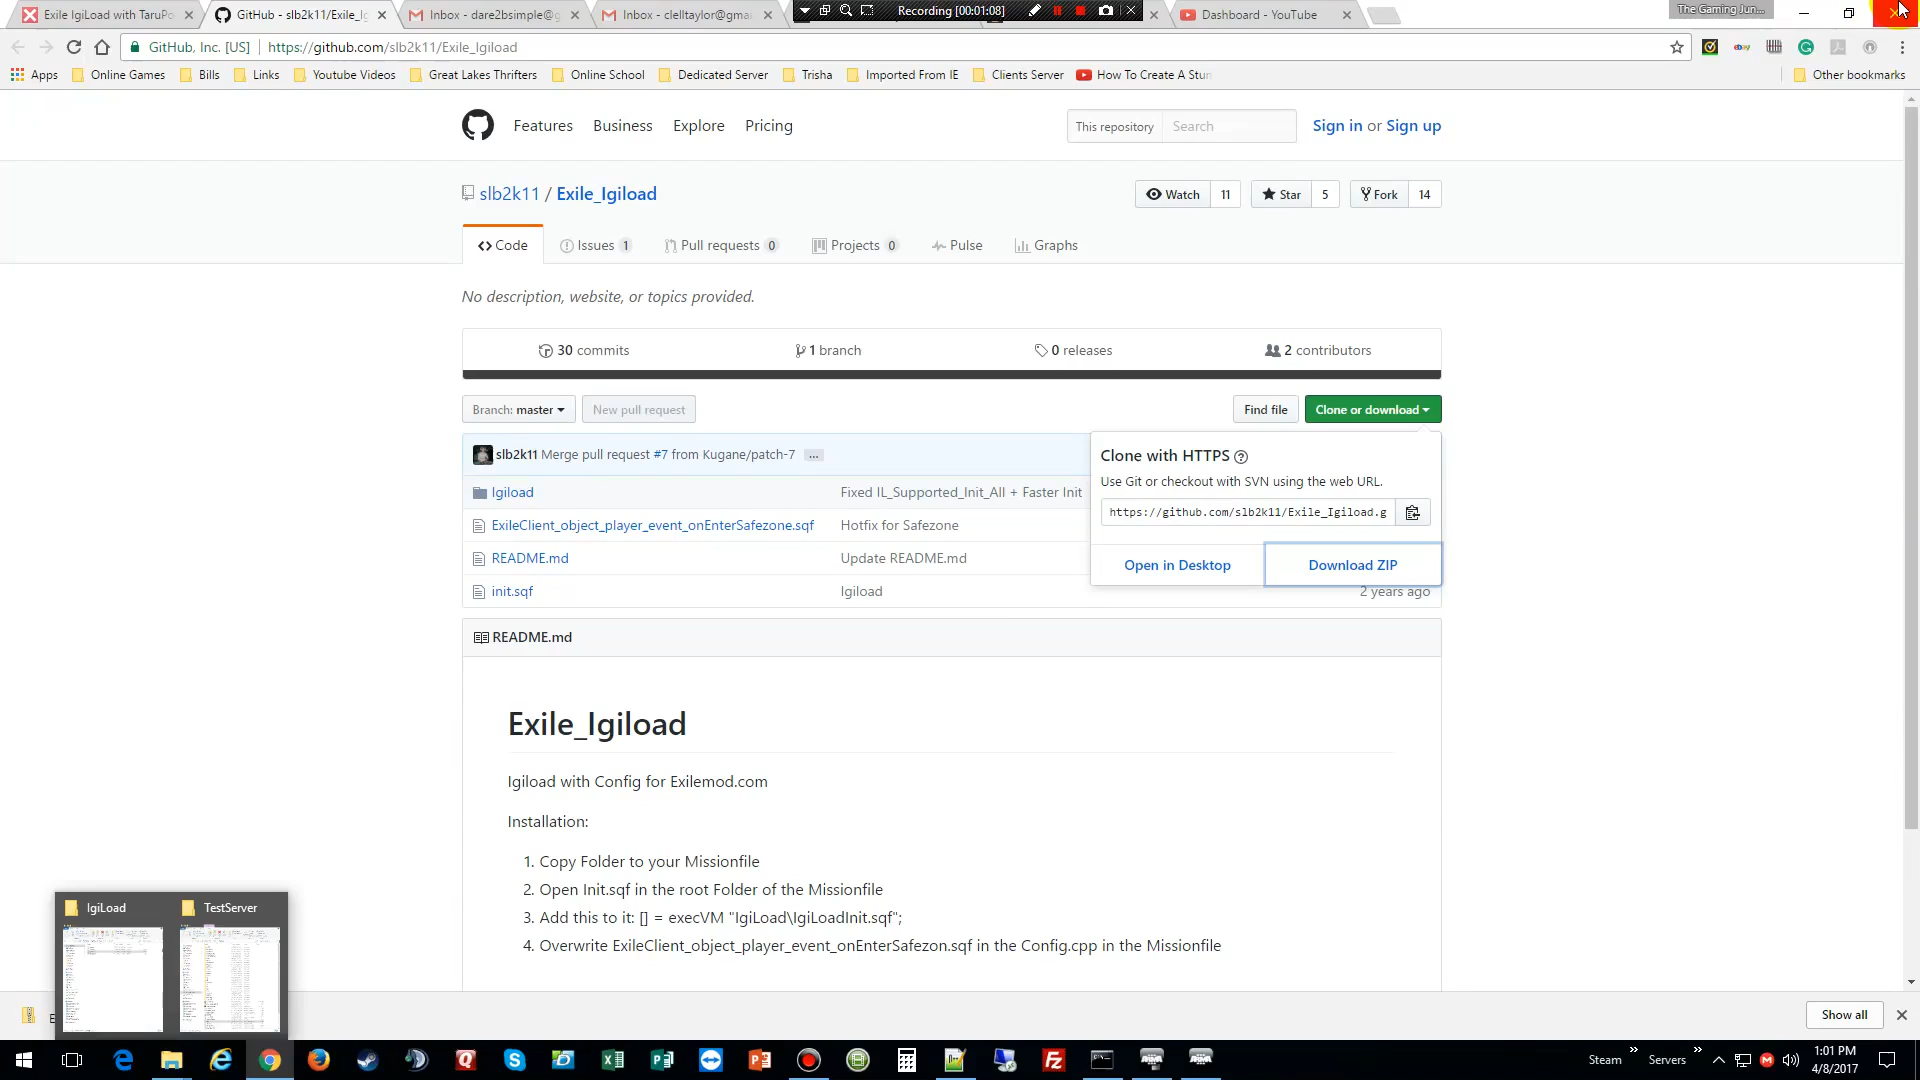 Exile IgiLoad with TaruPo
GitHub - slb2k11/Exile_Ig
Inbox - dare2bsimple@g
Inbox - clelltaylor@gmai
Recording [00:01:08]
Dashboard - YouTube
The Gaming Jun...
GitHub, Inc. [US]
https://github.com/slb2k11/Exile_Igiload
Apps
Online Games
Bills
Links
Youtube Videos
Great Lakes Thrifters
Online School
Dedicated Server
Trisha
Imported From IE
Clients Server
How To Create A Stun
Other bookmarks
Features
Business
Explore
Pricing
This repository
Search
Sign in or Sign up
slb2k11 / Exile_Igiload
Watch 11
Star 5
Fork 14
Code
Issues 1
Pull requests 0
Projects 0
Pulse
Graphs
No description, website, or topics provided.
30 commits
1 branch
0 releases
2 contributors
Branch: master
New pull request
Find file
Clone or download
slb2k11 Merge pull request #7 from Kugane/patch-7 ...
Igiload
Fixed IL_Supported_Init_All + Faster Init
ExileClient_object_player_event_onEnterSafezone.sqf
Hotfix for Safezone
README.md
Update README.md
init.sqf
Igiload
2 years ago
Clone with HTTPS
Use Git or checkout with SVN using the web URL.
https://github.com/slb2k11/Exile_Igiload.g
Open in Desktop
Download ZIP
README.md
Exile_Igiload
Igiload with Config for Exilemod.com
Installation:
1. Copy Folder to your Missionfile
2. Open Init.sqf in the root Folder of the Missionfile
3. Add this to it: [] = execVM "IgiLoad\IgiLoadInit.sqf";
4. Overwrite ExileClient_object_player_event_onEnterSafezon.sqf in the Config.cpp in the Missionfile
IgiLoad
TestServer
E
Show all
Steam
Servers
1:01 PM
4/8/2017